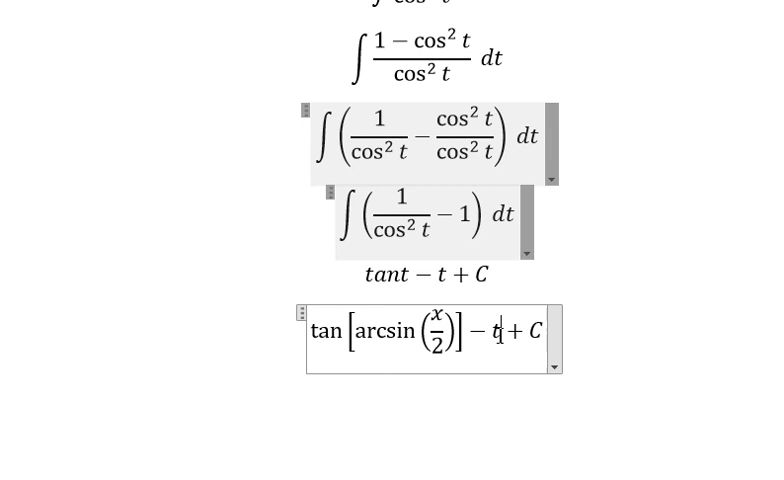 ∫ (1 − cos² t)/(cos² t) dt
∫ (1/(cos² t) − (cos² t)/(cos² t)) dt
∫ (1/(cos² t) − 1) dt
tant − t + C
tan [arcsin (x/2)] − t + C